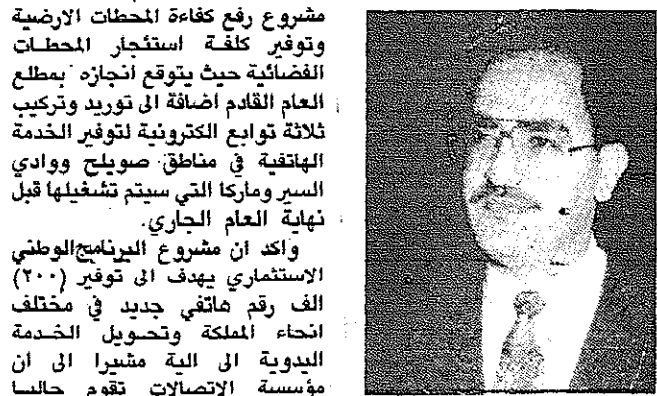 مشروع رفع كفاءة المحطات الارضية
وتوفير كلفة استئجار المحطات
الفضائية حيث يتوقع انجازه بمطلع
العام القادم اضافة الى توريد وتركيب
ثلاثة توابع الكترونية لتوفير الخدمة
الهاتفية في مناطق صويلح ووادي
السير وماركا التي سيتم تشغيلها قبل
نهاية العام الجاري.
واكد ان مشروع البرنامج الوطني
الاستثماري يهدف الى توفير (٢٠٠)
الف رقم هاتفي جديد في مختلف
انحاء المملكة وتحويل الخدمة
اليدوية الى الية مشيرا الى ان
مؤسسة الاتصالات تقوم حاليا